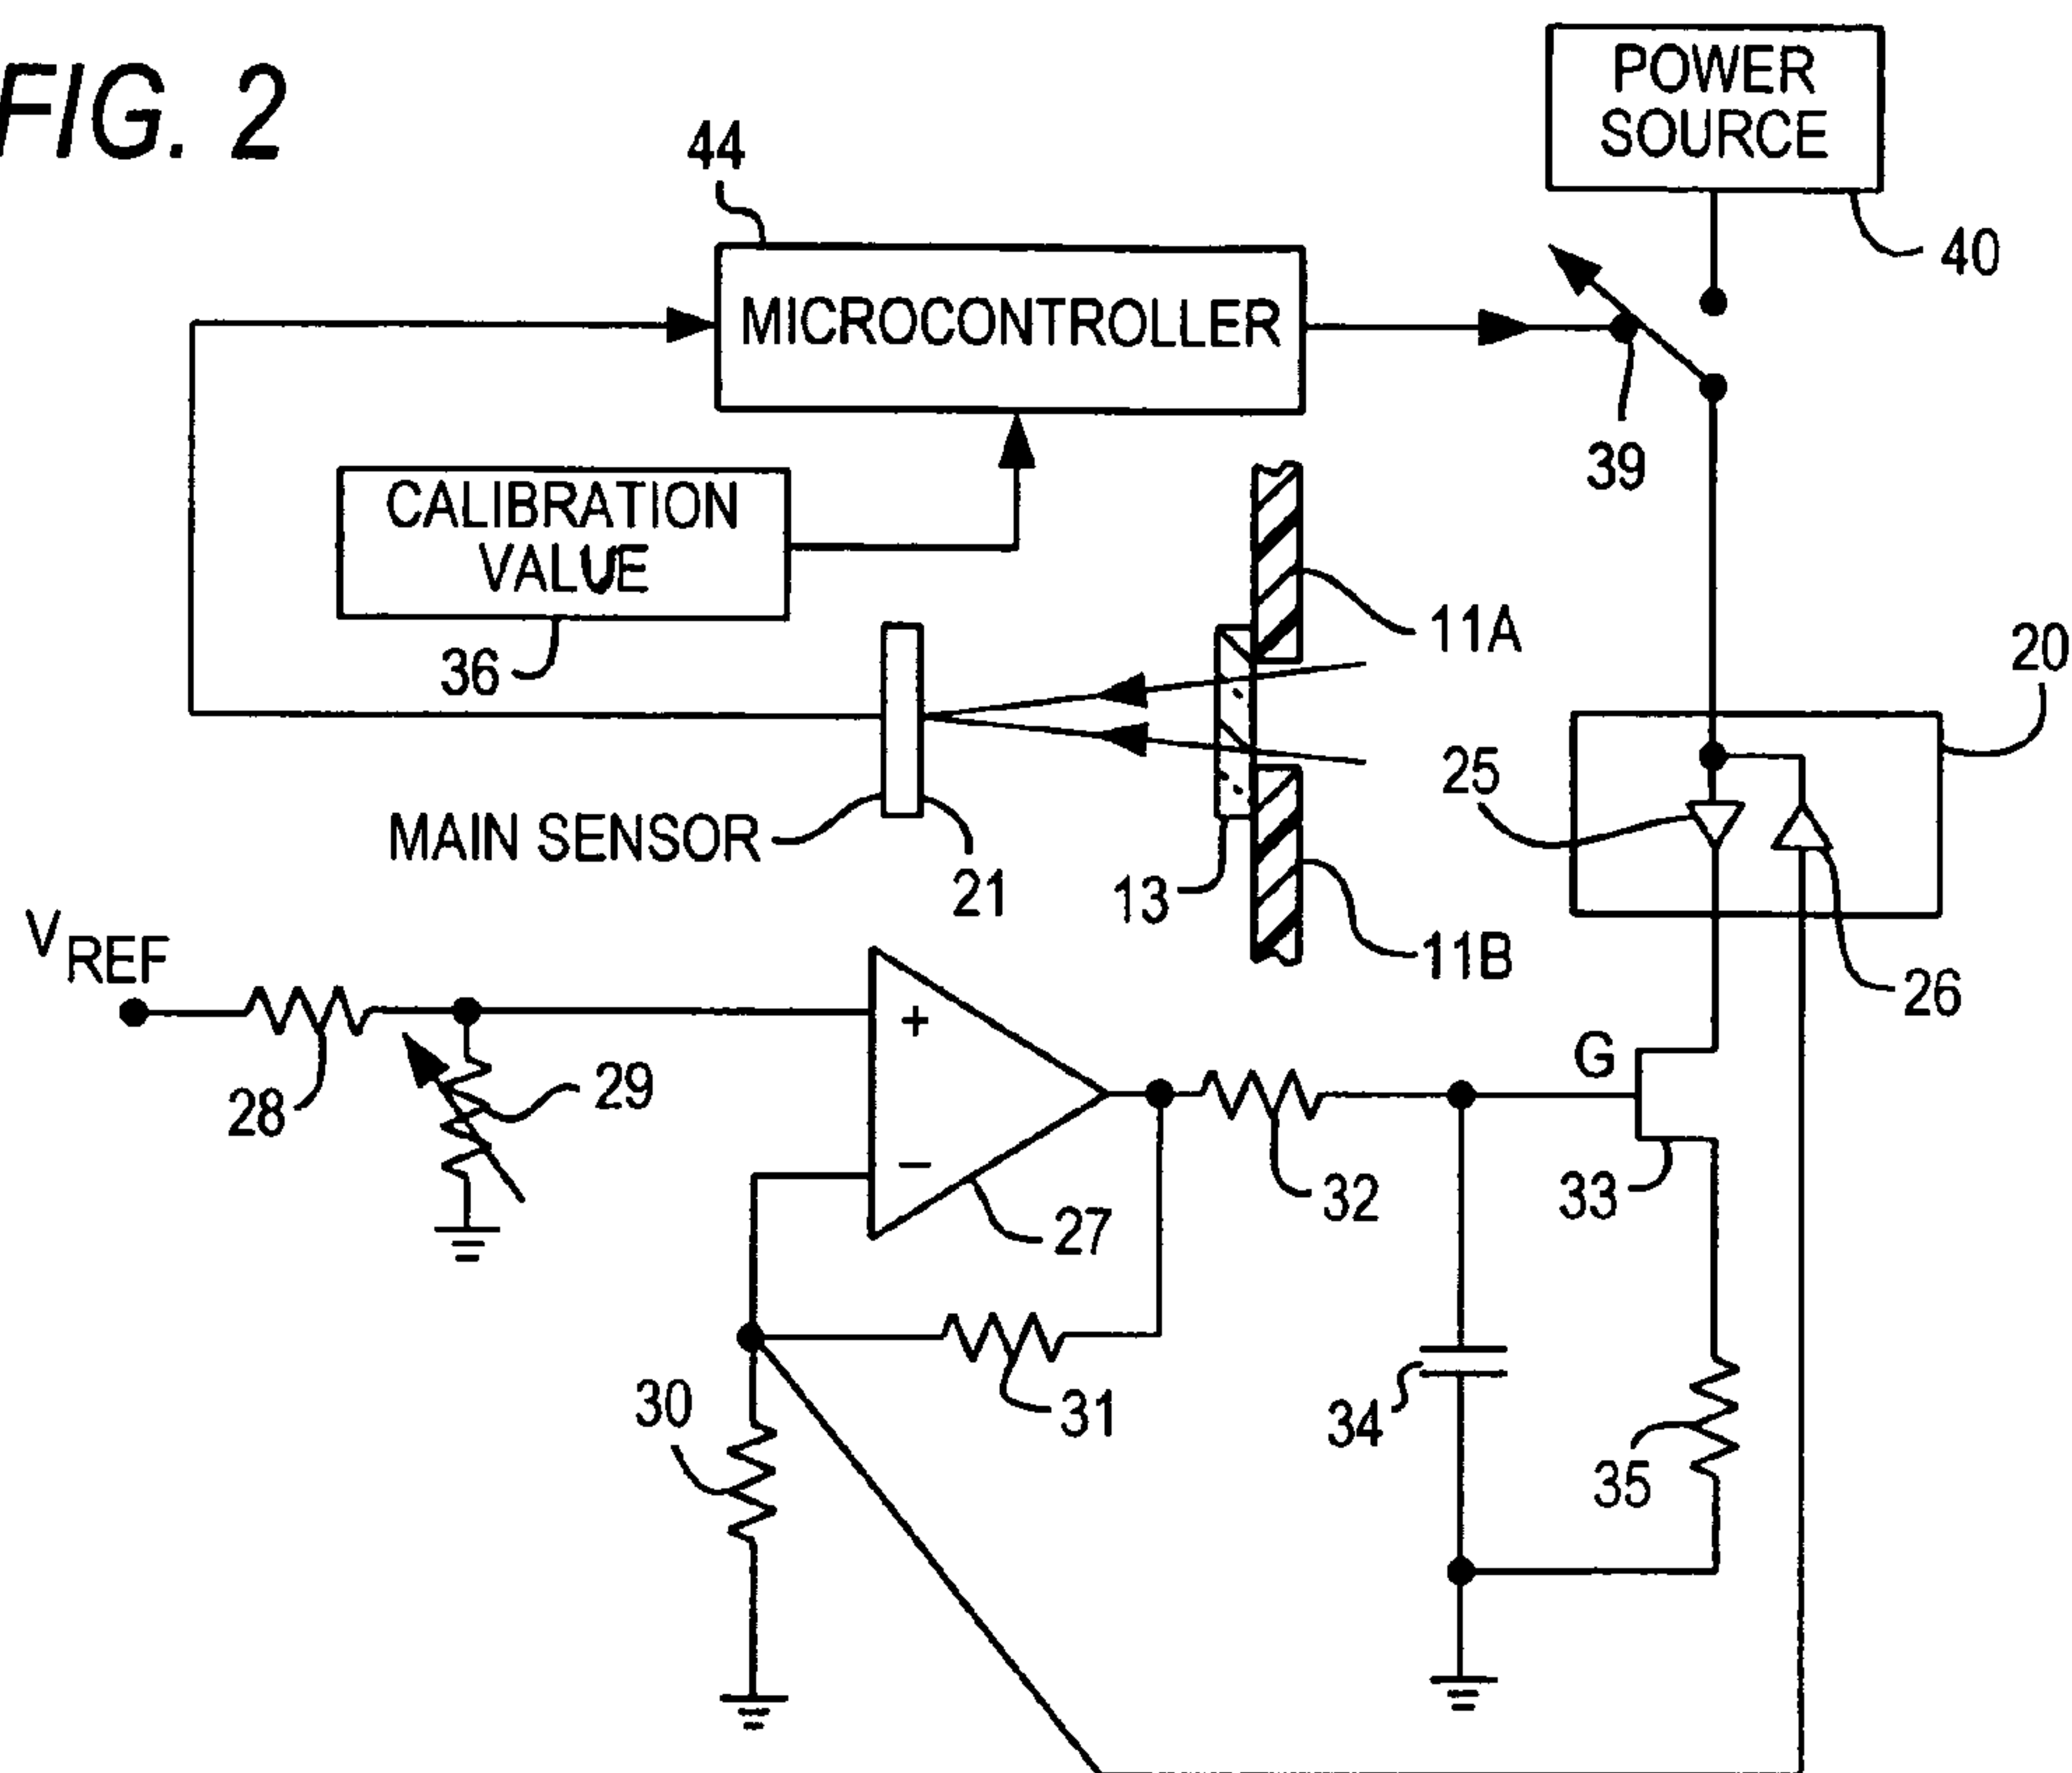 FIG. 2
POWER
SOURCE
44
40
MICROCONTROLLER
39
CALIBRATION
VALUE
36
11A
20
25
MAIN SENSOR
21
13
11B
26
VREF
28
29
+
−
27
32
G
33
30
31
34
35